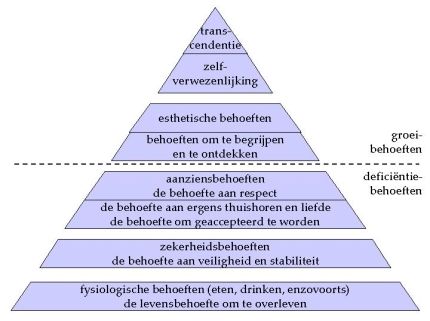 trans-
cendentie
zelf-
verwezenlijking
esthetische behoeften
behoeften om te begrijpen
en te ontdekken
groei-
behoeften
deficiëntie-
behoeften
aanziensbehoeften
de behoefte aan respect
de behoefte aan ergens thuishoren en liefde
de behoefte om geaccepteerd te worden
zekerheidsbehoeften
de behoefte aan veiligheid en stabiliteit
fysiologische behoeften (eten, drinken, enzovoorts)
de levensbehoefte om te overleven